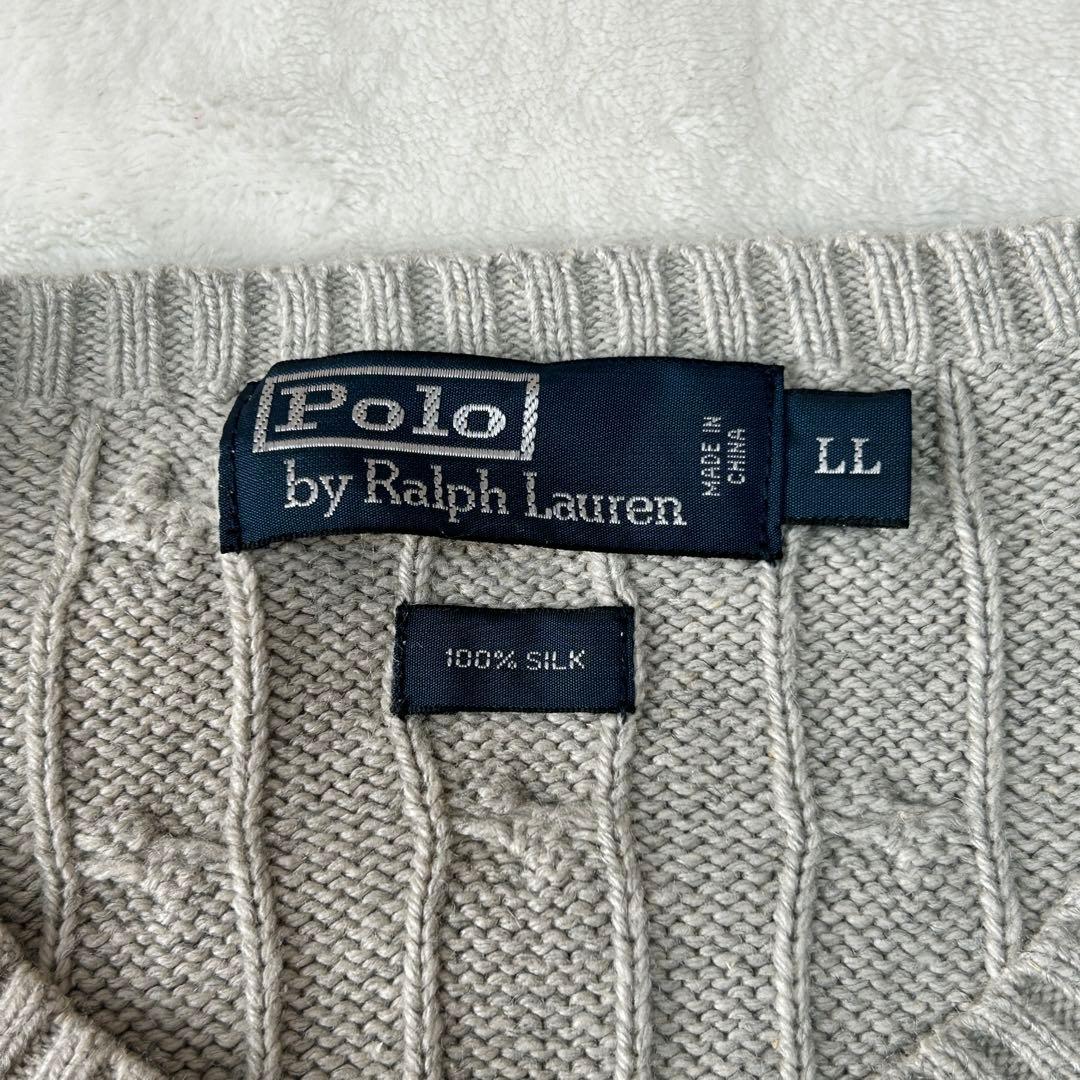 Polo
by Ralph Lauren
MADE IN
CHINA
LL
100% SILK